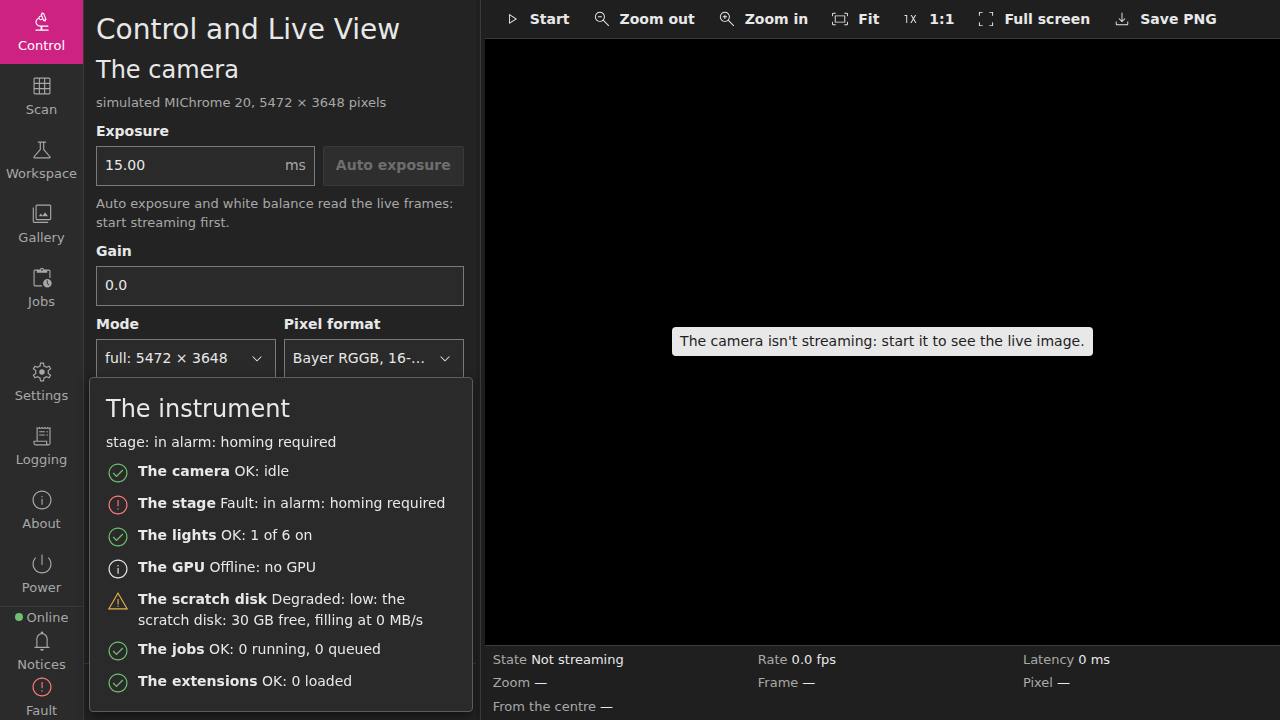 Control
Scan
Workspace
Gallery
Jobs
Settings
Logging
About
Power
Online
Notices
Fault
Control and Live View
The camera
simulated MIChrome 20, 5472 × 3648 pixels
Exposure
15.00 ms
Auto exposure
Auto exposure and white balance read the live frames:
start streaming first.
Gain
0.0
Mode
Pixel format
full: 5472 × 3648
Bayer RGGB, 16-...
The instrument
stage: in alarm: homing required
The camera OK: idle
The stage Fault: in alarm: homing required
The lights OK: 1 of 6 on
The GPU Offline: no GPU
The scratch disk Degraded: low: the
scratch disk: 30 GB free, filling at 0 MB/s
The jobs OK: 0 running, 0 queued
The extensions OK: 0 loaded
Start
Zoom out
Zoom in
Fit
1X 1:1
Full screen
Save PNG
The camera isn't streaming: start it to see the live image.
State Not streaming
Rate 0.0 fps
Latency 0 ms
Zoom —
Frame —
Pixel —
From the centre —